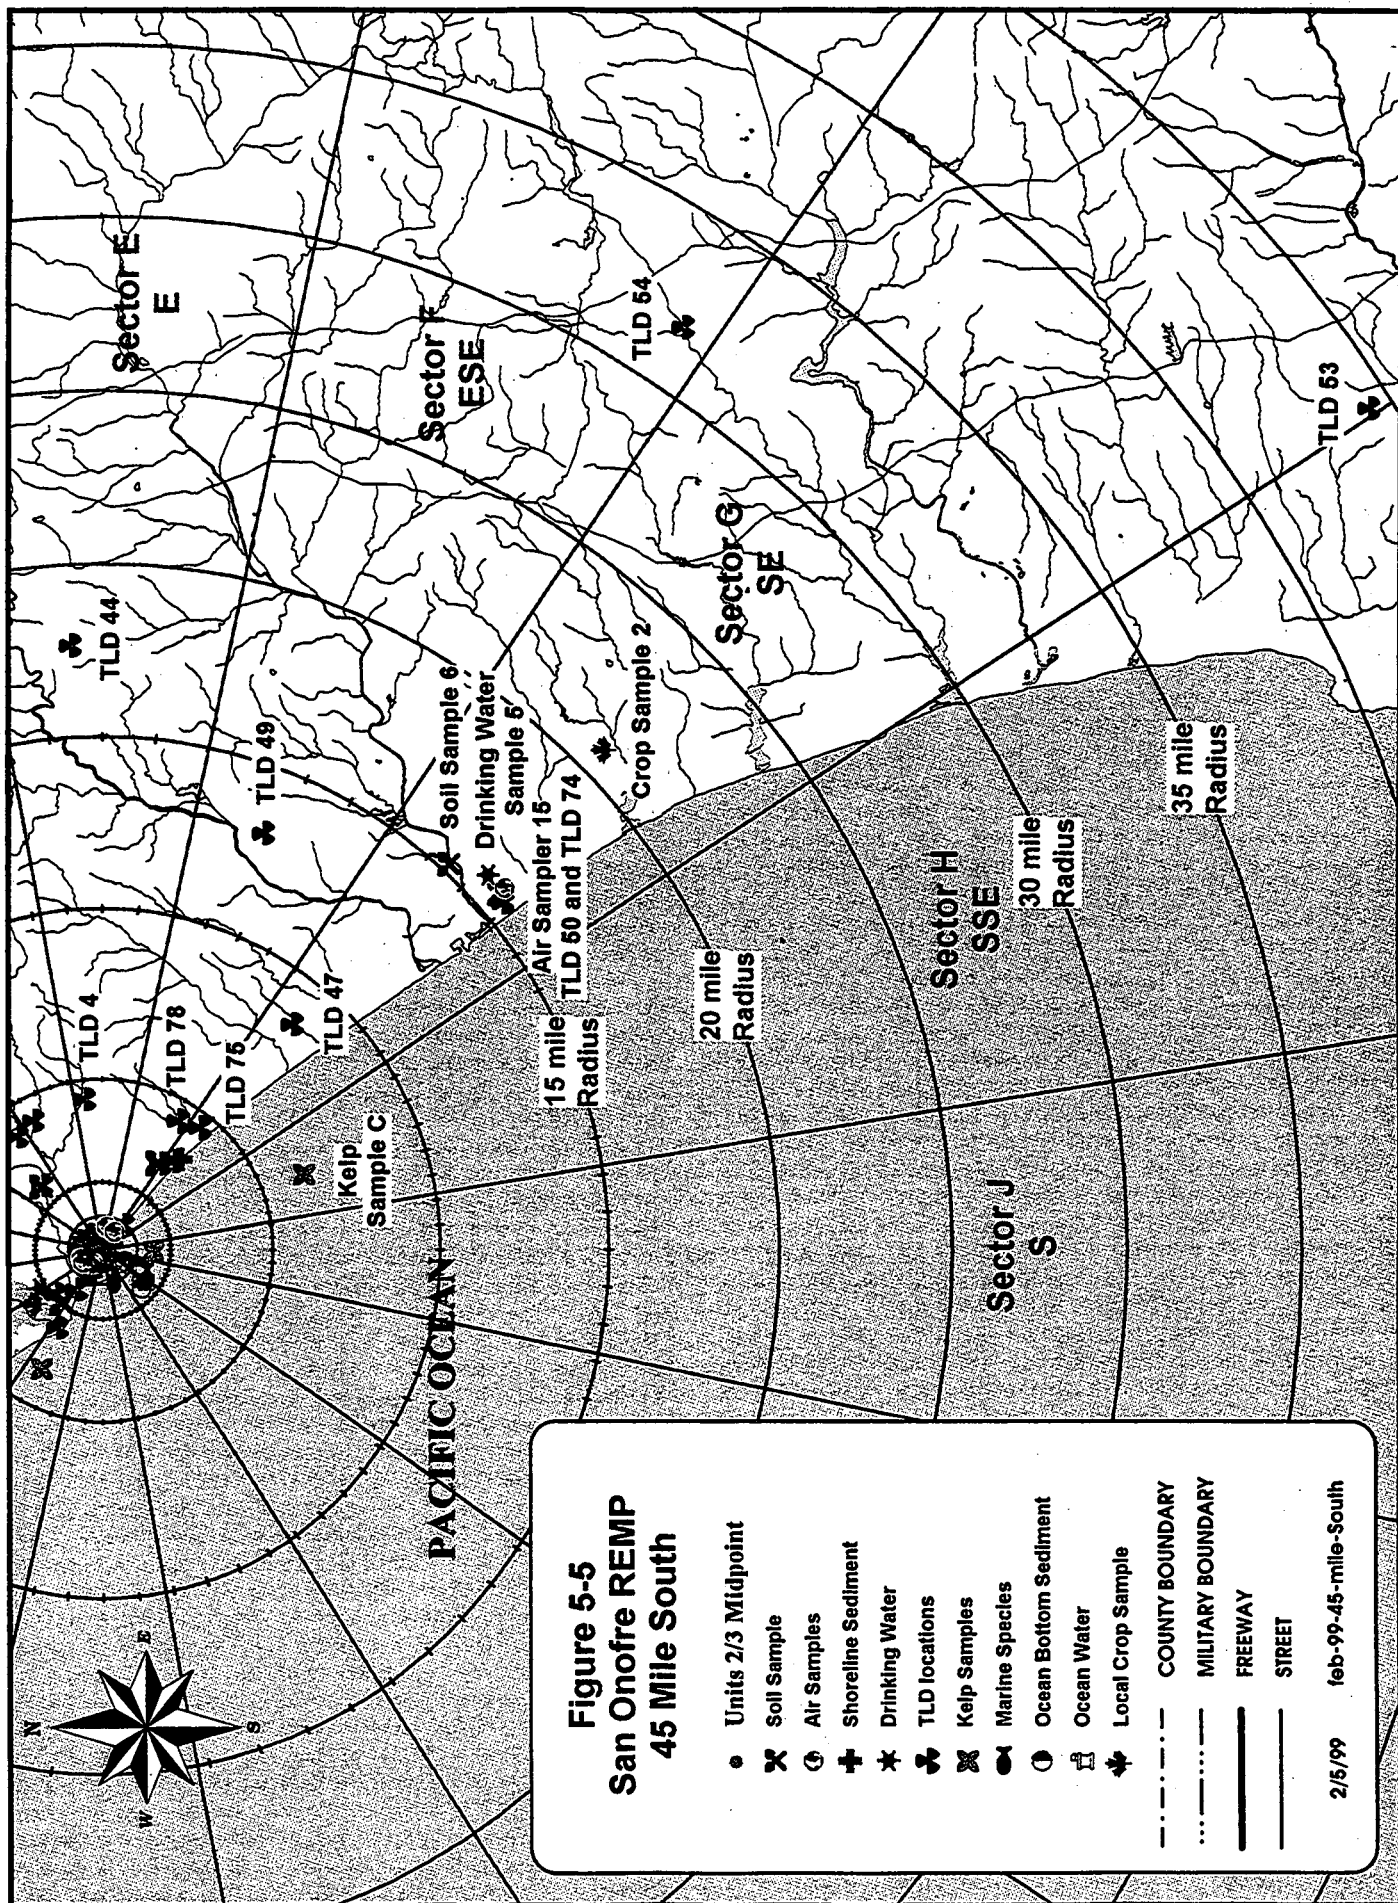 Sector E
E
Sector F
ESE
TLD 44
TLD 49
TLD 4
TLD 78
TLD 75
TLD 47
TLD 54
TLD 53
Soil Sample 6
Drinking Water
Sample 5
Air Sampler 15
TLD 50 and TLD 74
Crop Sample 2
Sector G
SE
Kelp
Sample C
15 mile
Radius
20 mile
Radius
30 mile
Radius
35 mile
Radius
Sector H
SSE
Sector J
S
PACIFIC OCEAN
N
E
S
W
Figure 5-5
San Onofre REMP
45 Mile South
Units 2/3 Midpoint
Soil Sample
Air Samples
Shoreline Sediment
Drinking Water
TLD locations
Kelp Samples
Marine Species
Ocean Bottom Sediment
Ocean Water
Local Crop Sample
COUNTY BOUNDARY
MILITARY BOUNDARY
FREEWAY
STREET
2/5/99 feb-99-45-mile-South